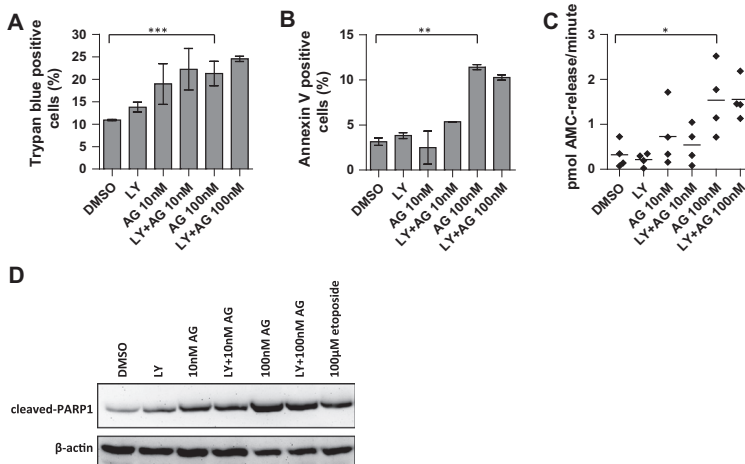 A
Trypan blue positive
cells (%)
***
30
25
20
15
10
5
0
DMSO
LY
AG 10nM
LY+AG 10nM
AG 100nM
LY+AG 100nM
B
Annexin V positive
cells (%)
**
15
10
5
0
DMSO
LY
AG 10nM
LY+AG 10nM
AG 100nM
LY+AG 100nM
C
pmol AMC-release/minute
*
3
2
1
0
DMSO
LY
AG 10nM
LY+AG 10nM
AG 100nM
LY+AG 100nM
D
DMSO
LY
10nM AG
LY+10nM AG
100nM AG
LY+100nM AG
100µM etoposide
cleaved-PARP1
β-actin